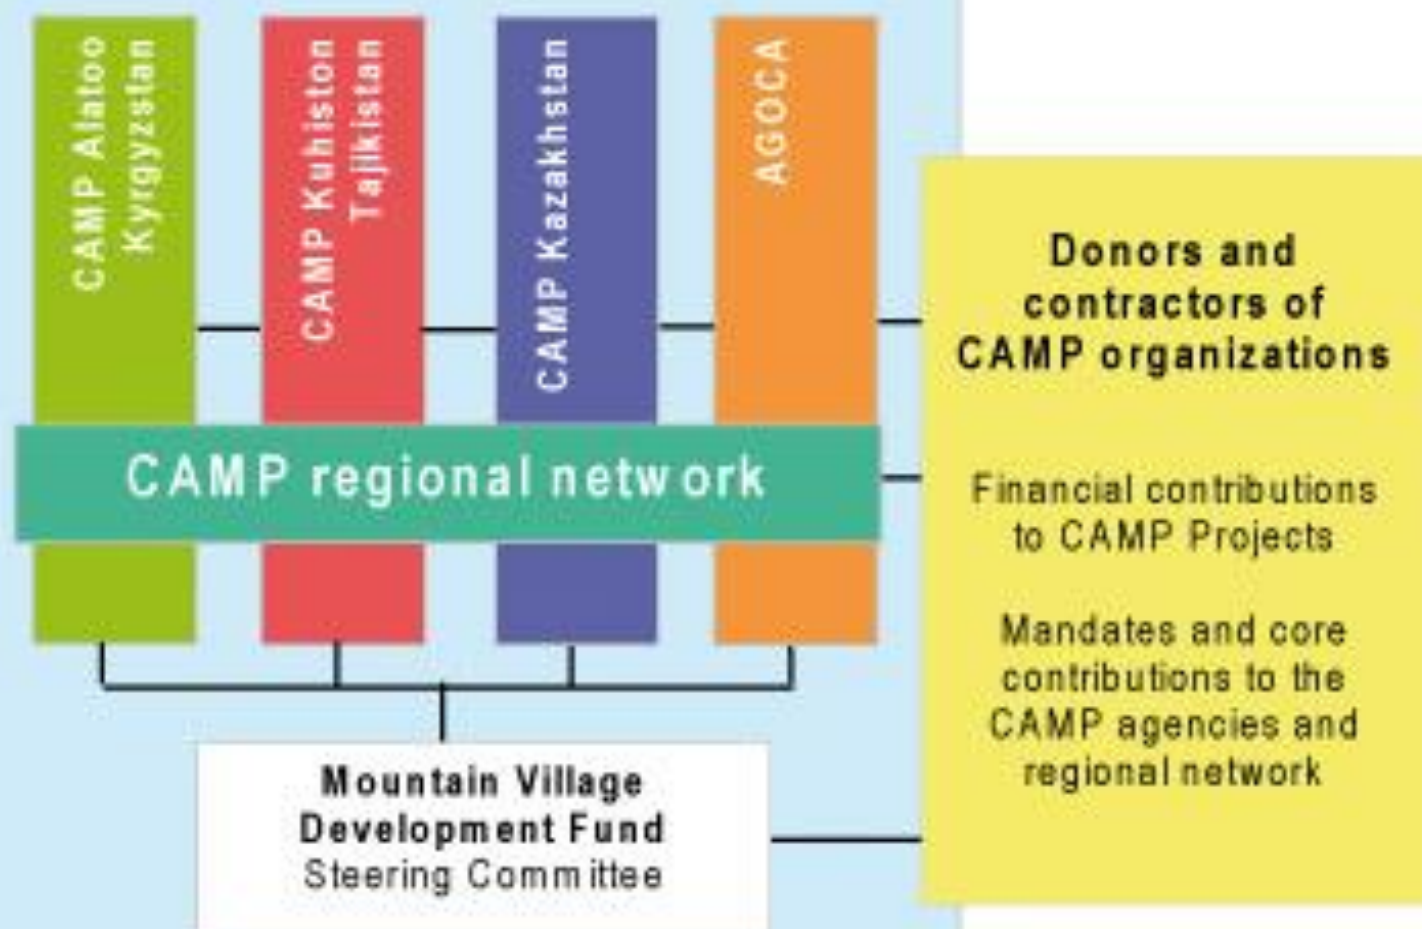 CAMP Alatoo
Kyrgyzstan
CAMP Kuhiston
Tajikistan
CAMP Kazakhstan
AGOCA
CAMP regional network
Donors and
contractors of
CAMP organizations
Financial contributions
to CAMP Projects
Mandates and core
contributions to the
CAMP agencies and
regional network
Mountain Village
Development Fund
Steering Committee